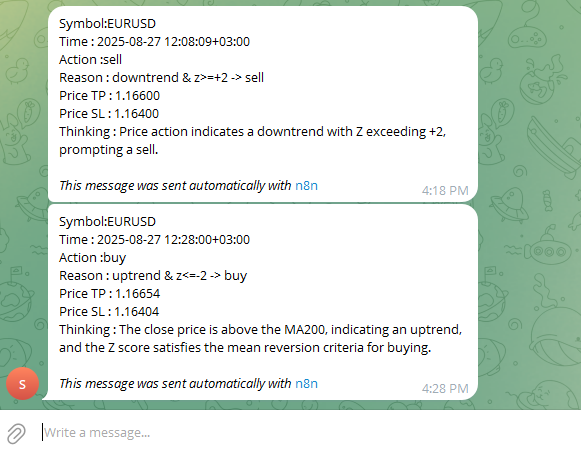 Symbol:EURUSD
Time : 2025-08-27 12:08:09+03:00
Action :sell
Reason : downtrend & z>=+2 -> sell
Price TP : 1.16600
Price SL : 1.16400
Thinking : Price action indicates a downtrend with Z exceeding +2,
prompting a sell.
This message was sent automatically with n8n
4:18 PM
Symbol:EURUSD
Time : 2025-08-27 12:28:00+03:00
Action :buy
Reason : uptrend & z<=-2 -> buy
Price TP : 1.16654
Price SL : 1.16404
Thinking : The close price is above the MA200, indicating an uptrend,
and the Z score satisfies the mean reversion criteria for buying.
This message was sent automatically with n8n
4:28 PM
S
Write a message...